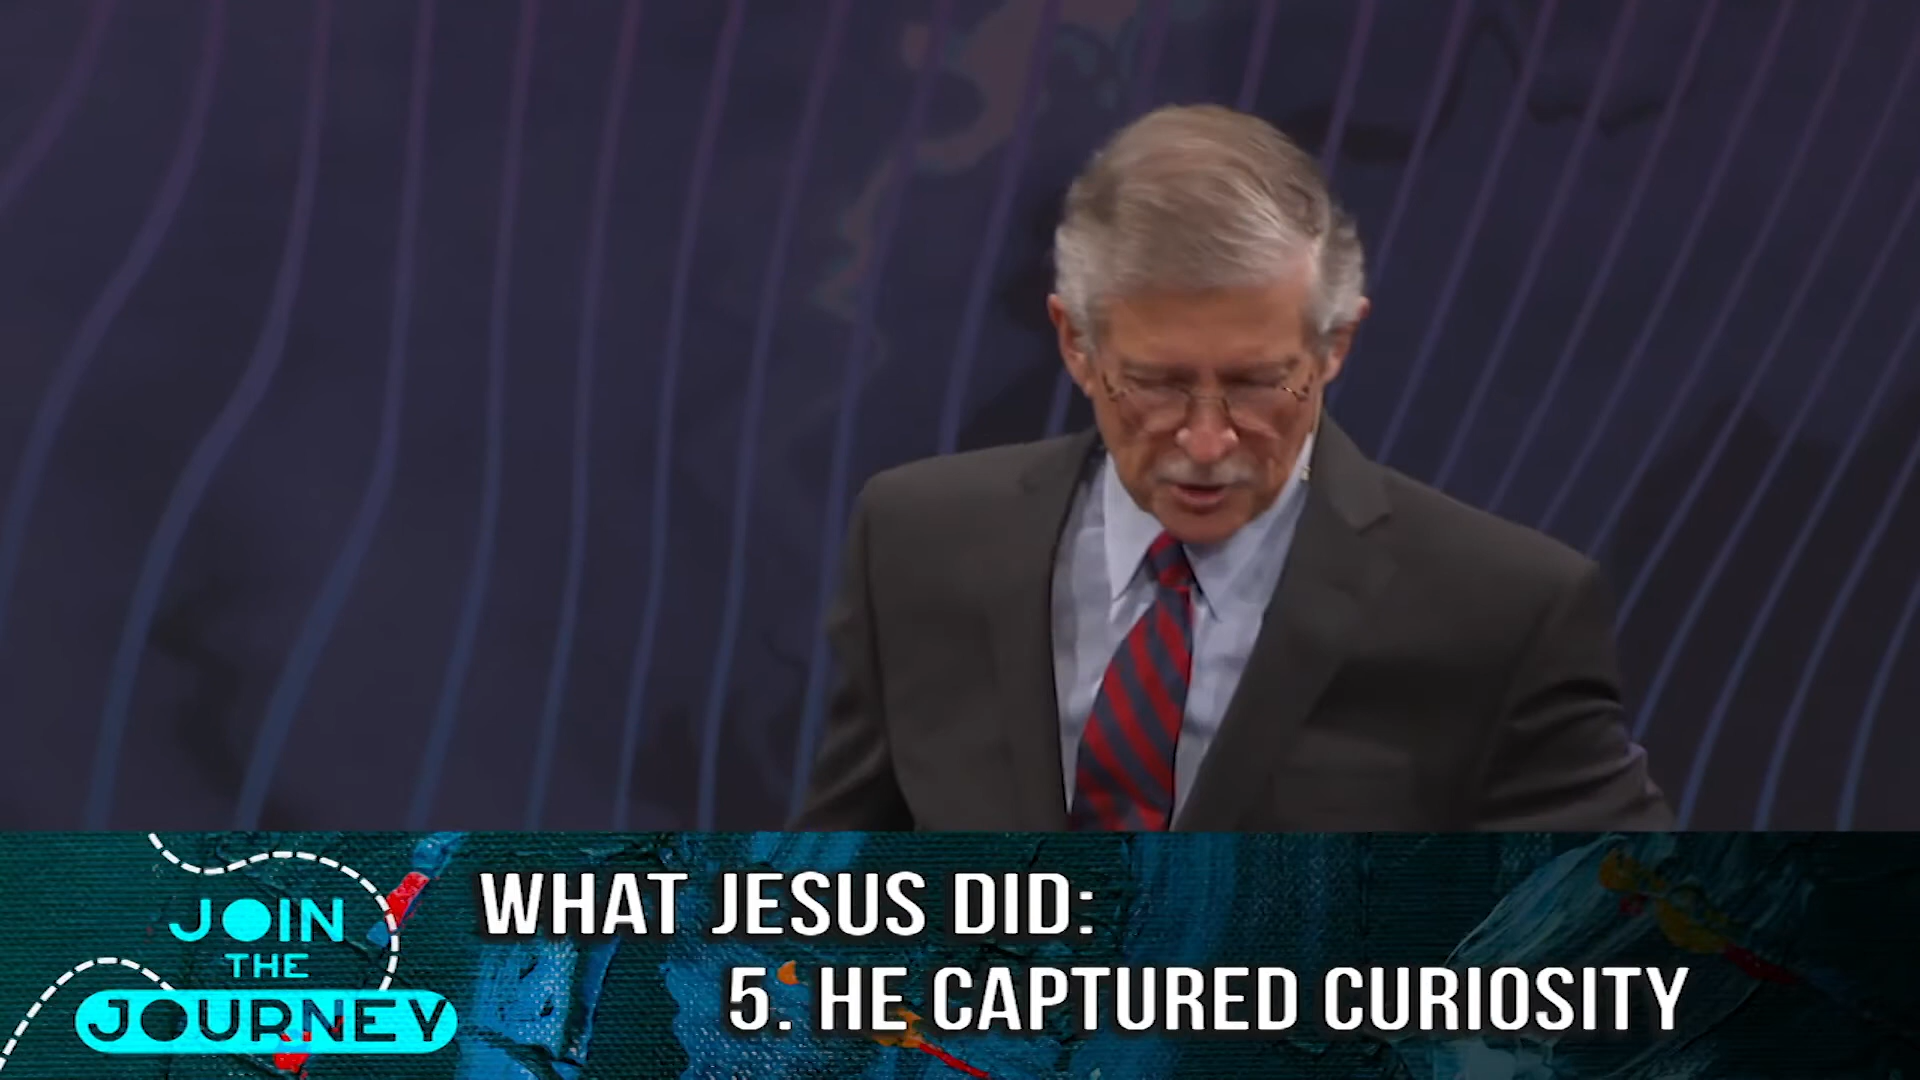 JOIN
THE
JOURNEY
WHAT JESUS DID:
5. HE CAPTURED CURIOSITY